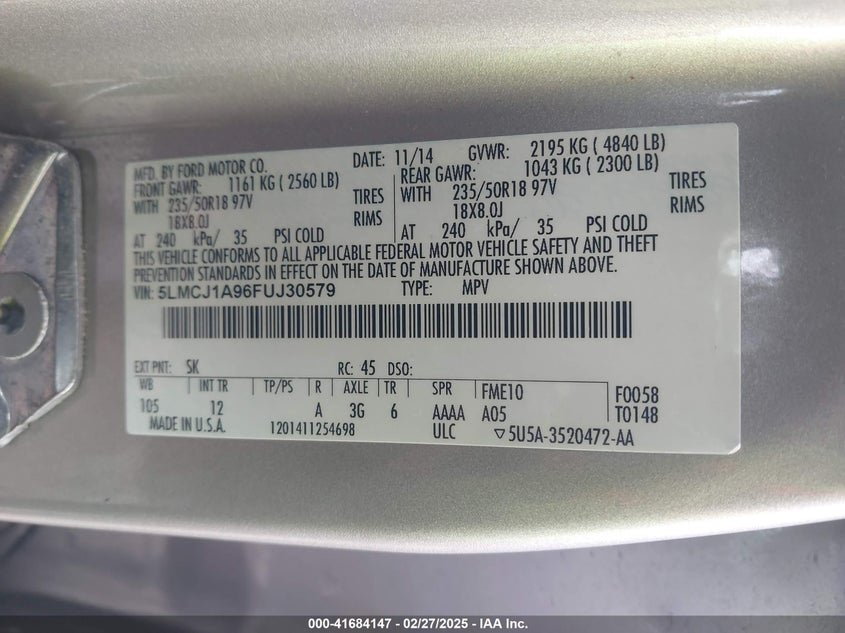 MFD. BY FORD MOTOR CO. DATE: 11/14 GVWR: 2195 KG ( 4840 LB)
FRONT GAWR: 1161 KG ( 2560 LB) REAR GAWR: 1043 KG ( 2300 LB)
WITH 235/50R18 97V TIRES WITH 235/50R18 97V TIRES
18X8.0J RIMS 18X8.0J RIMS
AT 240 kPa/ 35 PSI COLD AT 240 kPa/ 35 PSI COLD
THIS VEHICLE CONFORMS TO ALL APPLICABLE FEDERAL MOTOR VEHICLE SAFETY AND THEFT
PREVENTION STANDARDS IN EFFECT ON THE DATE OF MANUFACTURE SHOWN ABOVE.
VIN: 5LMCJ1A96FUJ30579 TYPE: MPV
EXT PNT: SK RC: 45 DSO:
WB INT TR TP/PS R AXLE TR SPR FME10 F0058
105 12 A 3G 6 AAAA A05 T0148
MADE IN U.S.A. 1201411254698 ULC ▽5U5A-3520472-AA
000-41684147 - 02/27/2025 - IAA Inc.